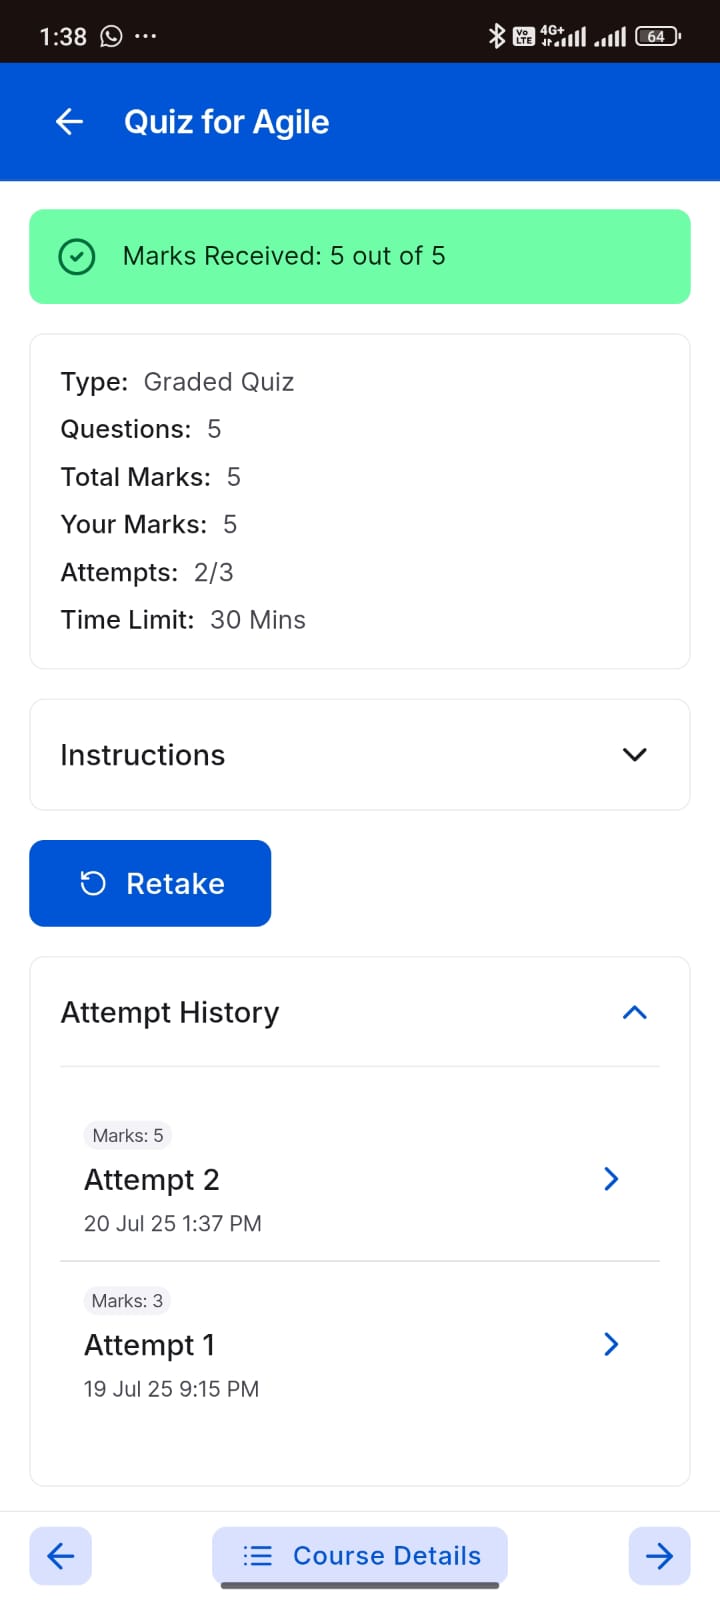 1:38
Vo LTE 4G+ 64
Quiz for Agile
Marks Received: 5 out of 5
Type: Graded Quiz
Questions: 5
Total Marks: 5
Your Marks: 5
Attempts: 2/3
Time Limit: 30 Mins
Instructions
Retake
Attempt History
Marks: 5
Attempt 2
20 Jul 25 1:37 PM
Marks: 3
Attempt 1
19 Jul 25 9:15 PM
Course Details